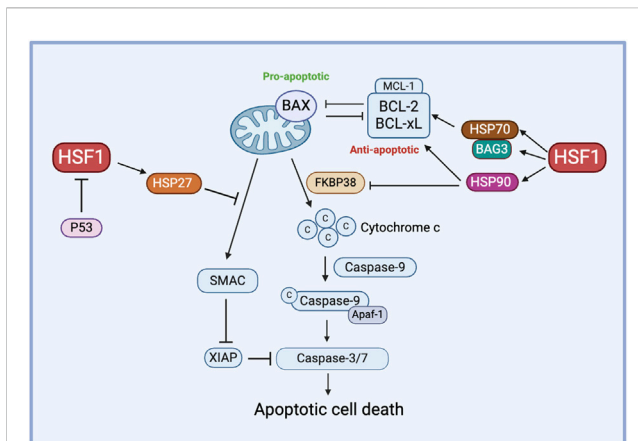 Pro-apoptotic
MCL-1
BAX
BCL-2
BCL-xL
HSP70
BAG3
HSF1
Anti-apoptotic
HSF1
HSP27
FKBP38
HSP90
P53
C
C
C
C
Cytochrome c
Caspase-9
SMAC
C
Caspase-9
Apaf-1
XIAP
Caspase-3/7
Apoptotic cell death